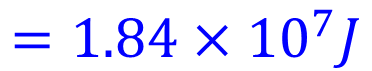 = 1.84 × 10⁷J